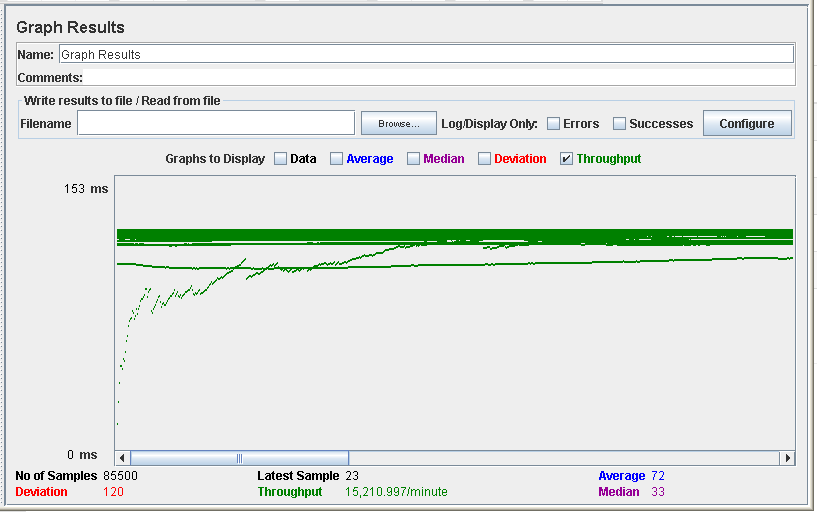 Graph Results
Name: Graph Results
Comments:
Write results to file / Read from file
Filename Browse... Log/Display Only: Errors Successes Configure
Graphs to Display Data Average Median Deviation Throughput
153 ms
0 ms
No of Samples 85500 Latest Sample 23 Average 72
Deviation 120 Throughput 15,210.997/minute Median 33